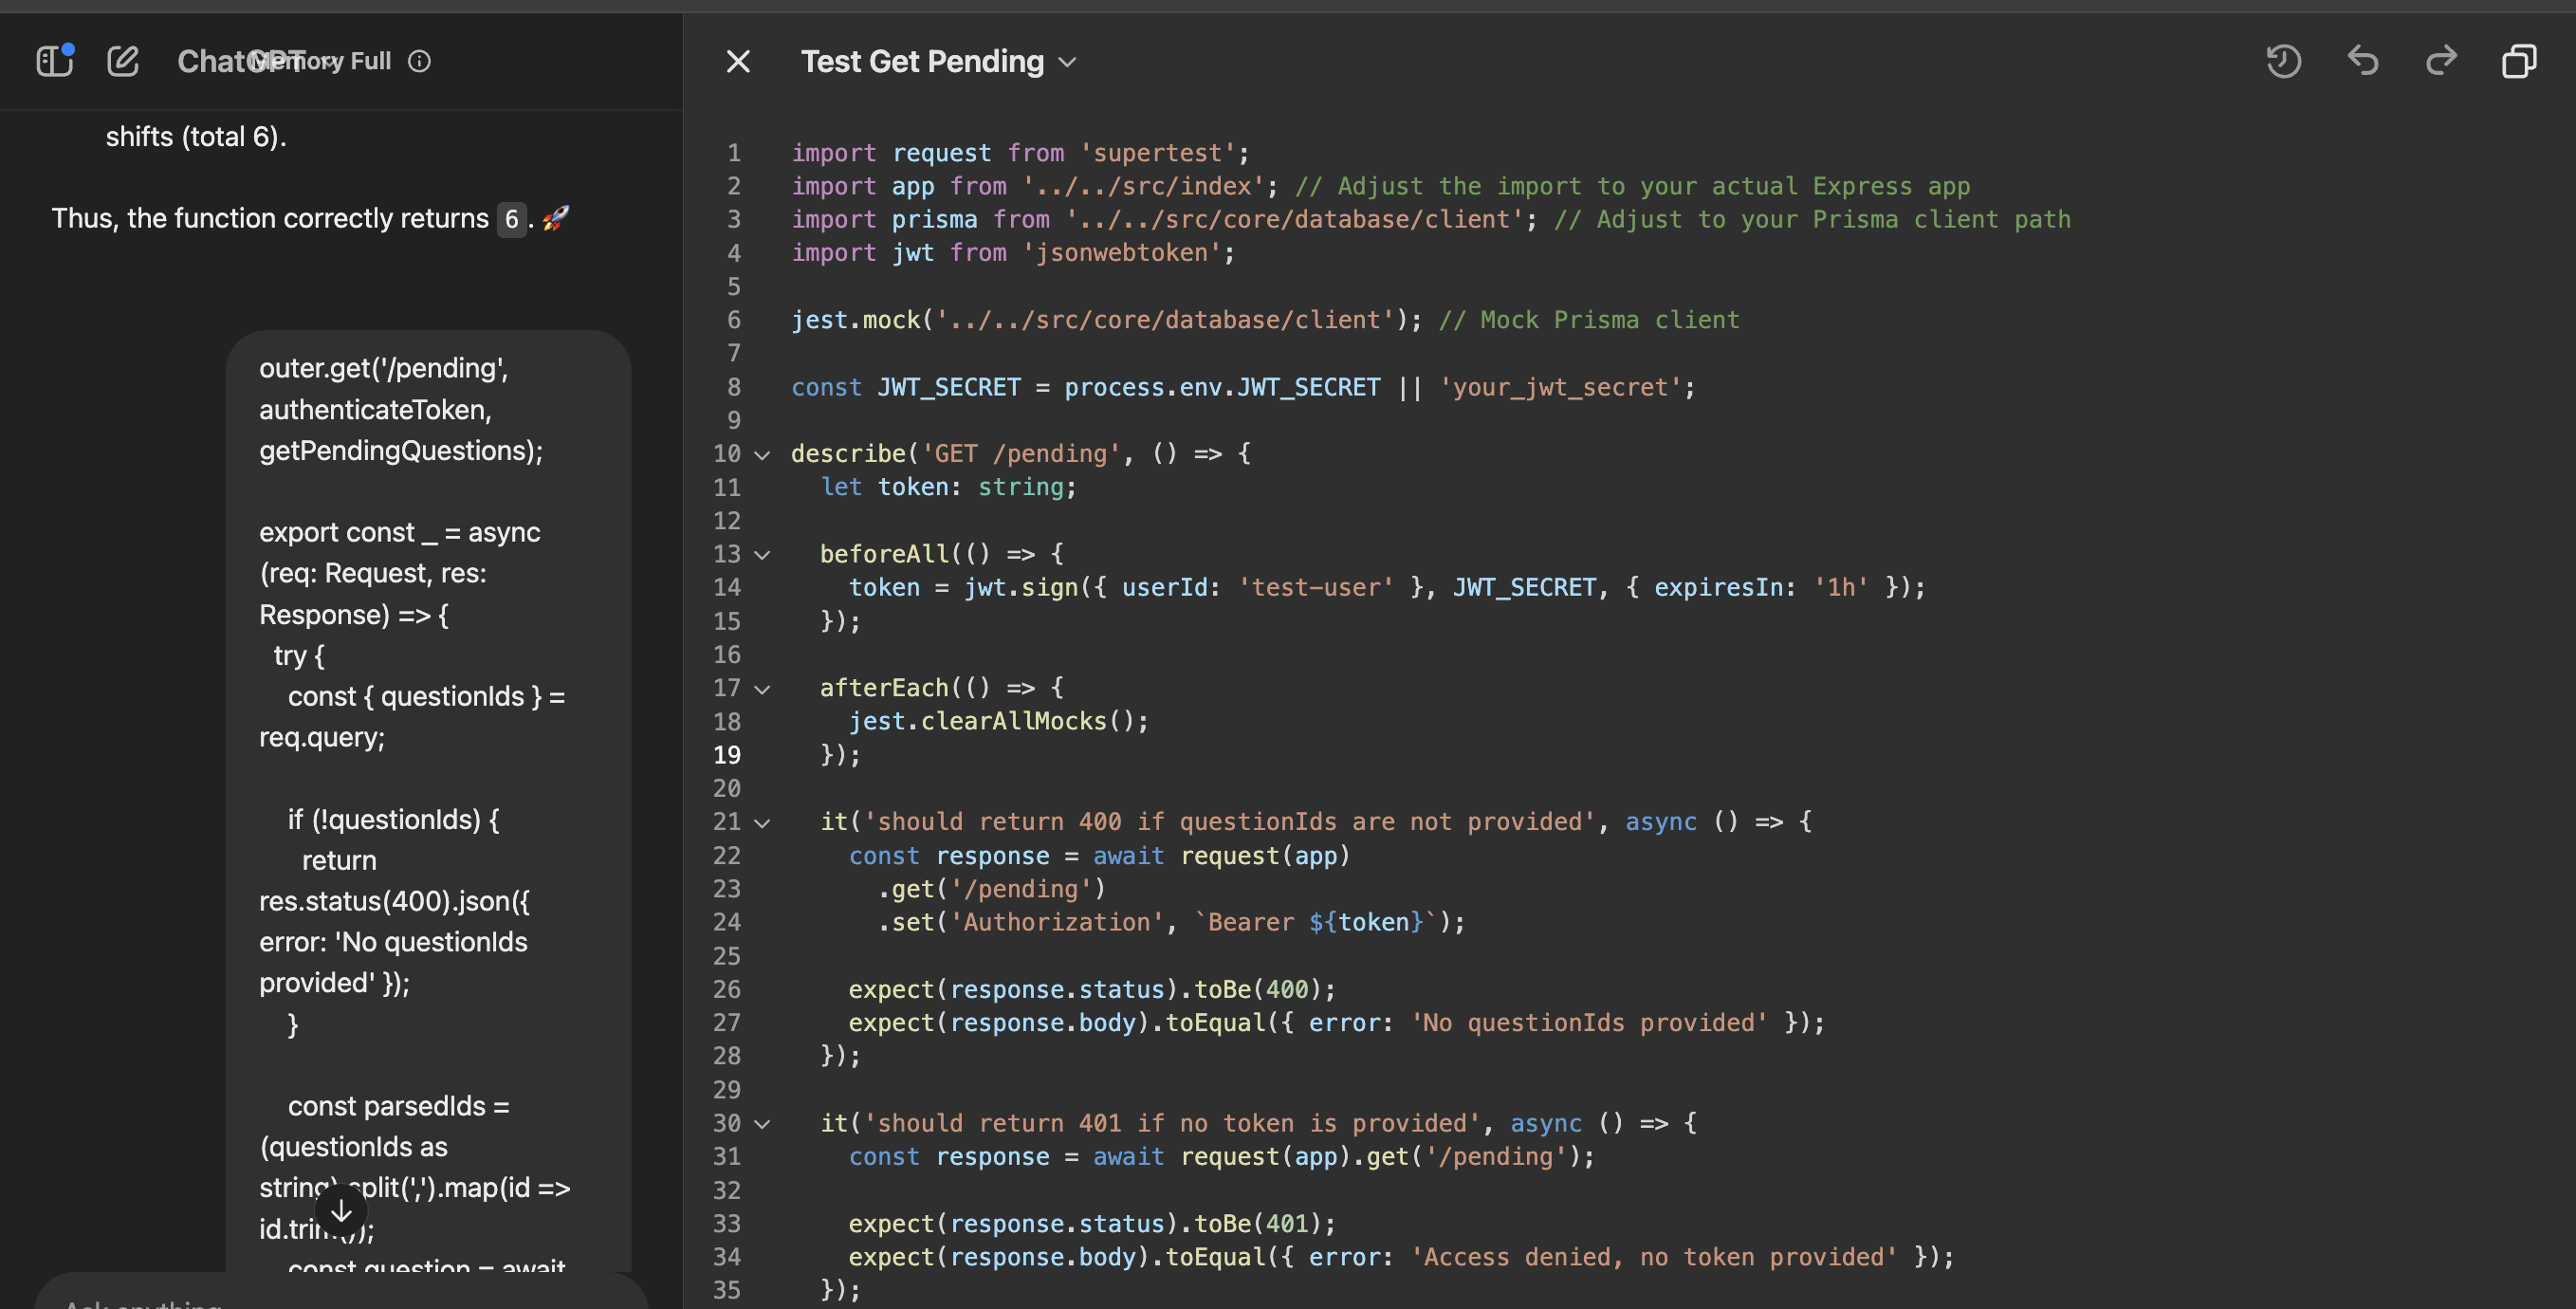 ChatGPT
Memory Full
shifts (total 6).
Thus, the function correctly returns 6. 🚀
outer.get('/pending',
authenticateToken,
getPendingQuestions);
export const _ = async
(req: Request, res:
Response) => {
try {
const { questionIds } =
req.query;
if (!questionIds) {
return
res.status(400).json({
error: 'No questionIds
provided' });
}
const parsedIds =
(questionIds as
string).split(',').map(id =>
id.trim());
const question = await
Ask anything
Test Get Pending
1 import request from 'supertest';
2 import app from '../../src/index'; // Adjust the import to your actual Express app
3 import prisma from '../../src/core/database/client'; // Adjust to your Prisma client path
4 import jwt from 'jsonwebtoken';
5
6 jest.mock('../../src/core/database/client'); // Mock Prisma client
7
8 const JWT_SECRET = process.env.JWT_SECRET || 'your_jwt_secret';
9
10 describe('GET /pending', () => {
11 let token: string;
12
13 beforeAll(() => {
14 token = jwt.sign({ userId: 'test-user' }, JWT_SECRET, { expiresIn: '1h' });
15 });
16
17 afterEach(() => {
18 jest.clearAllMocks();
19 });
20
21 it('should return 400 if questionIds are not provided', async () => {
22 const response = await request(app)
23 .get('/pending')
24 .set('Authorization', `Bearer ${token}`);
25
26 expect(response.status).toBe(400);
27 expect(response.body).toEqual({ error: 'No questionIds provided' });
28 });
29
30 it('should return 401 if no token is provided', async () => {
31 const response = await request(app).get('/pending');
32
33 expect(response.status).toBe(401);
34 expect(response.body).toEqual({ error: 'Access denied, no token provided' });
35 });